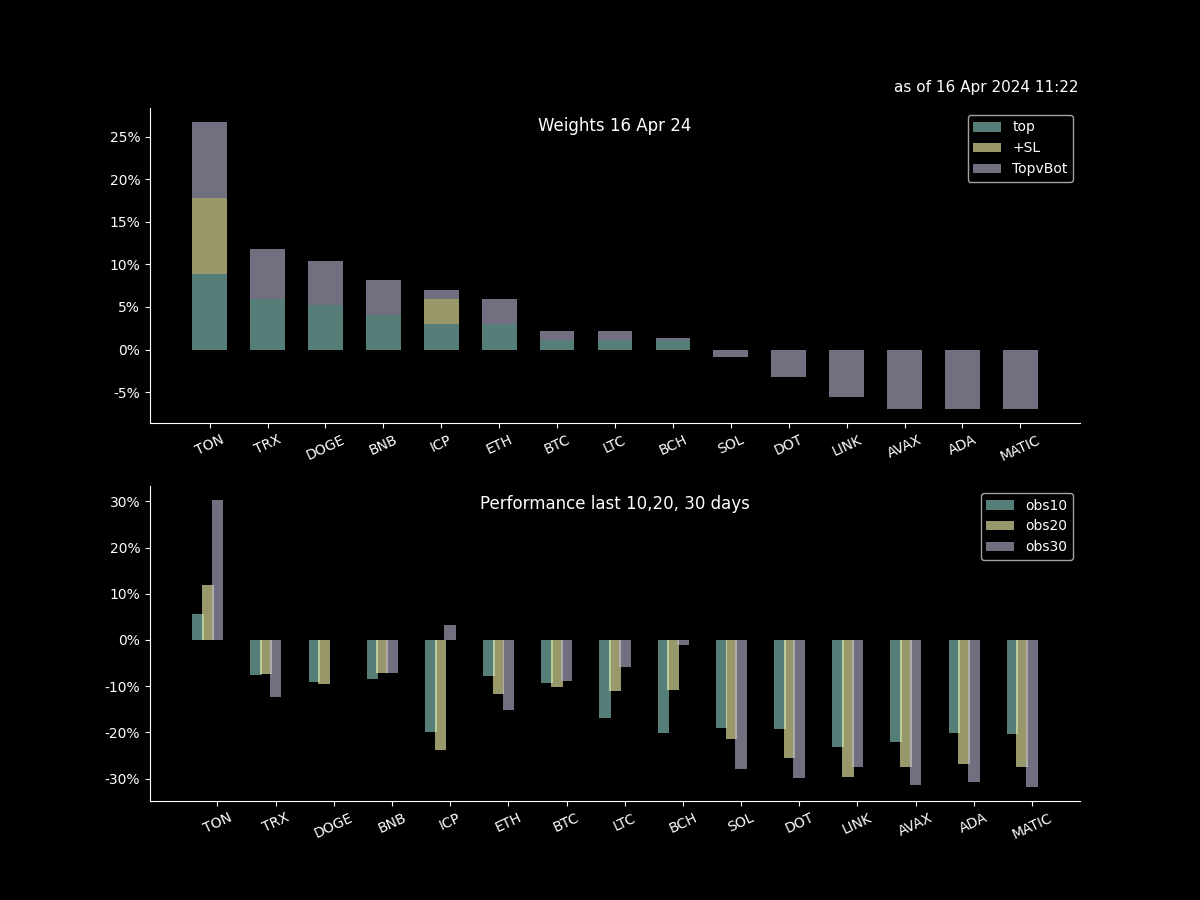 as of 16 Apr 2024 11:22
Weights 16 Apr 24
top
+SL
TopvBot
25%
20%
15%
10%
5%
0%
-5%
TON TRX DOGE BNB ICP ETH BTC LTC BCH SOL DOT LINK AVAX ADA MATIC
Performance last 10,20, 30 days
obs10
obs20
obs30
30%
20%
10%
0%
-10%
-20%
-30%
TON TRX DOGE BNB ICP ETH BTC LTC BCH SOL DOT LINK AVAX ADA MATIC